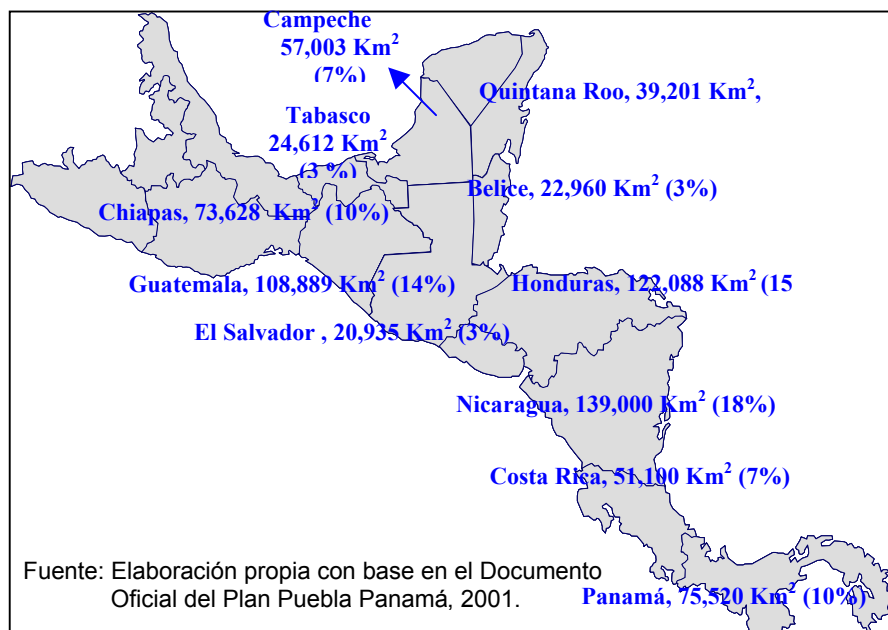 Campeche
57,003 Km²
(7%)
Quintana Roo, 39,201 Km²,
Tabasco
24,612 Km²
(3 %)
Belice, 22,960 Km² (3%)
Chiapas, 73,628 Km² (10%)
Guatemala, 108,889 Km² (14%)
Honduras, 122,088 Km² (15
El Salvador , 20,935 Km² (3%)
Nicaragua, 139,000 Km² (18%)
Costa Rica, 51,100 Km² (7%)
Fuente: Elaboración propia con base en el Documento
Oficial del Plan Puebla Panamá, 2001.
Panamá, 75,520 Km² (10%)